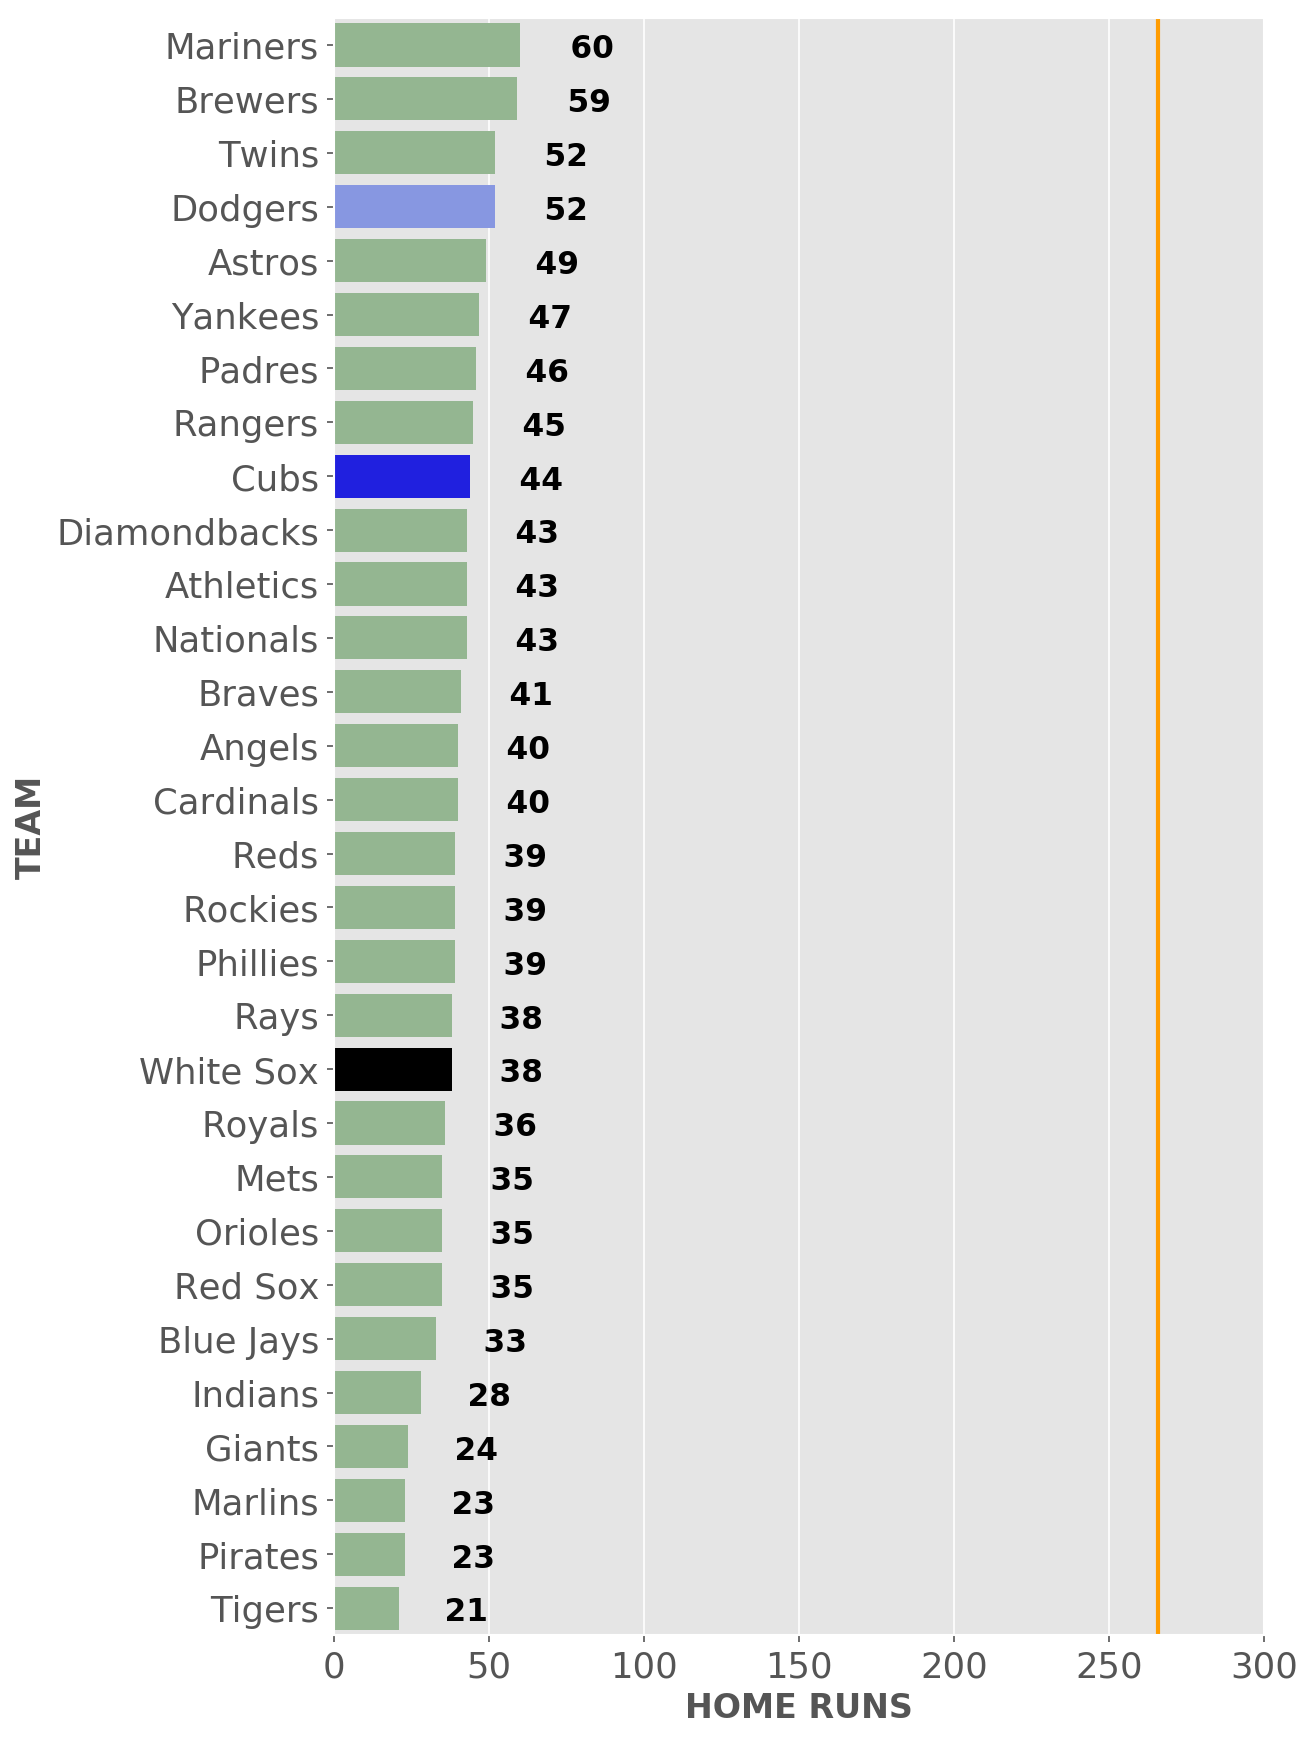 Mariners 60
Brewers 59
Twins 52
Dodgers 52
Astros 49
Yankees 47
Padres 46
Rangers 45
Cubs 44
Diamondbacks 43
Athletics 43
Nationals 43
Braves 41
Angels 40
Cardinals 40
Reds 39
Rockies 39
Phillies 39
Rays 38
White Sox 38
Royals 36
Mets 35
Orioles 35
Red Sox 35
Blue Jays 33
Indians 28
Giants 24
Marlins 23
Pirates 23
Tigers 21
TEAM
0 50 100 150 200 250 300
HOME RUNS